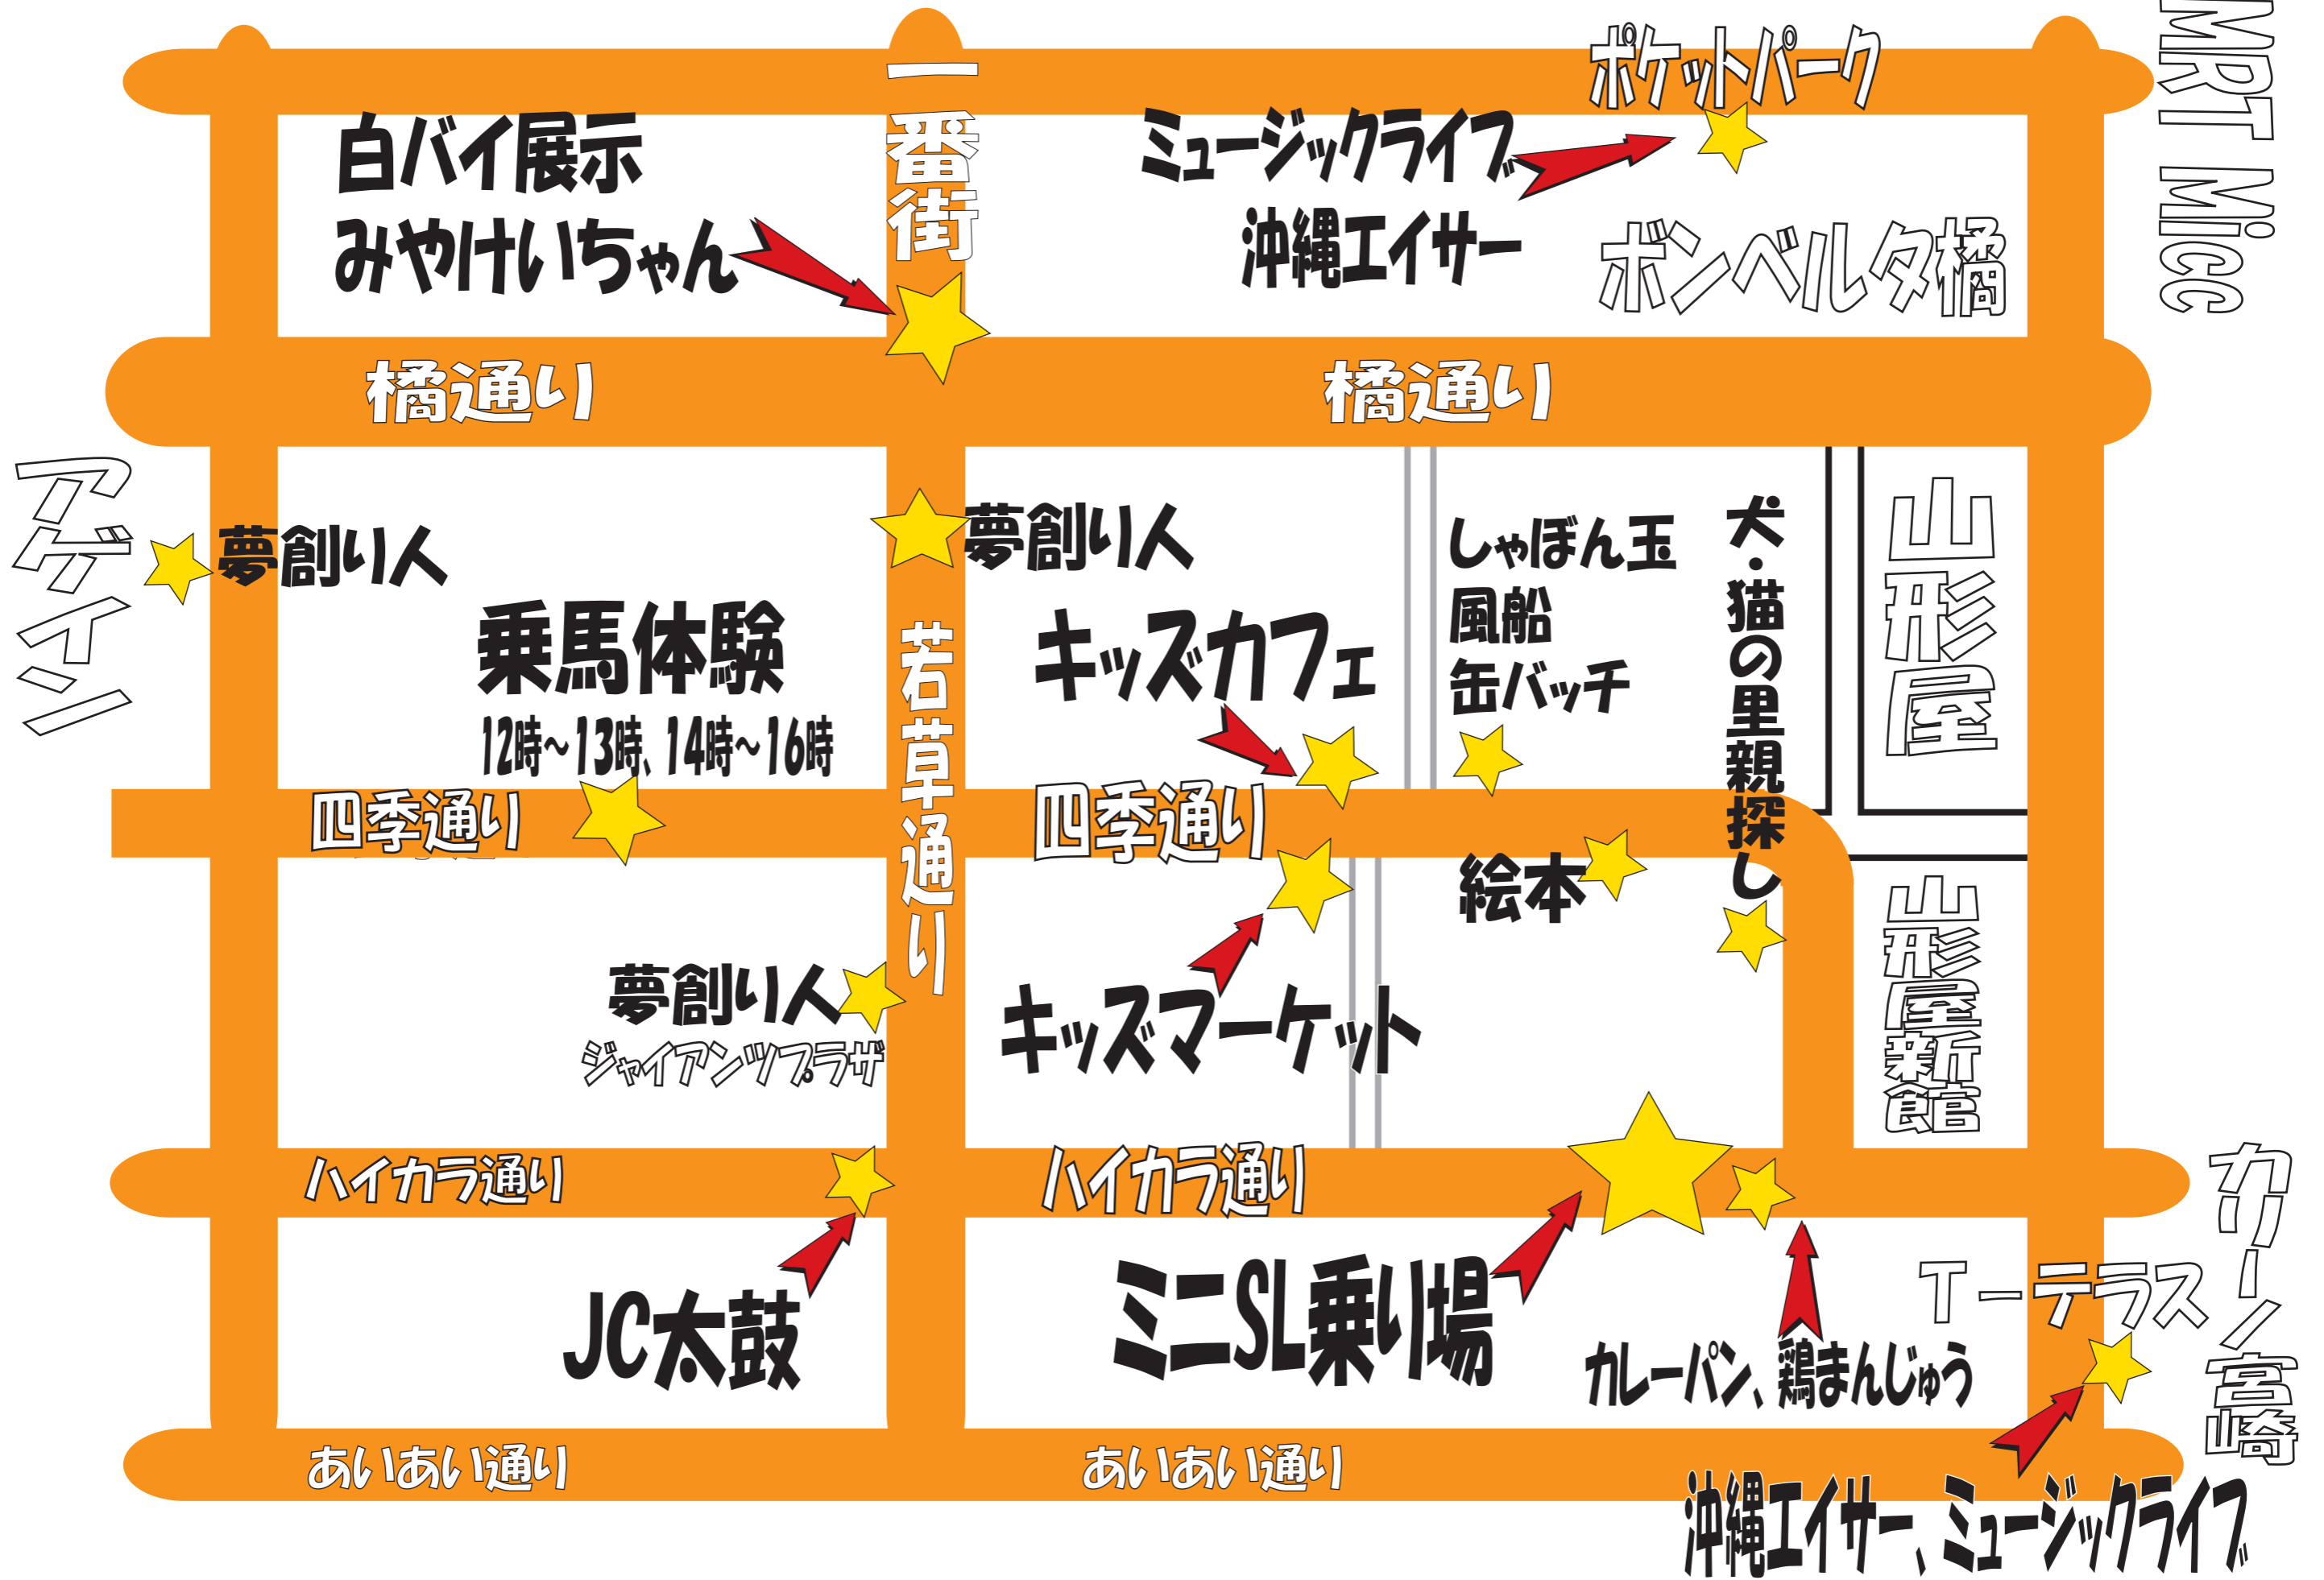 ポケットパーク
MRT Micc
一番街
白バイ展示
みやけいちゃん
ミュージックライブ
沖縄エイサー
ボンベルタ橘
橘通り
橘通り
アゲイン
夢創り人
乗馬体験
12時～13時、14時～16時
夢創り人
キッズカフェ
しゃぼん玉
風船
缶バッチ
犬・猫の里親探し
山形屋
若草通り
四季通り
四季通り
絵本
山形屋新館
夢創り人
ジャイアンツプラザ
キッズマーケット
ハイカラ通り
ハイカラ通り
カリーノ宮崎
T－テラス
JC太鼓
ミニSL乗り場
カレーパン、鶏まんじゅう
あいあい通り
あいあい通り
沖縄エイサー、ミュージックライブ